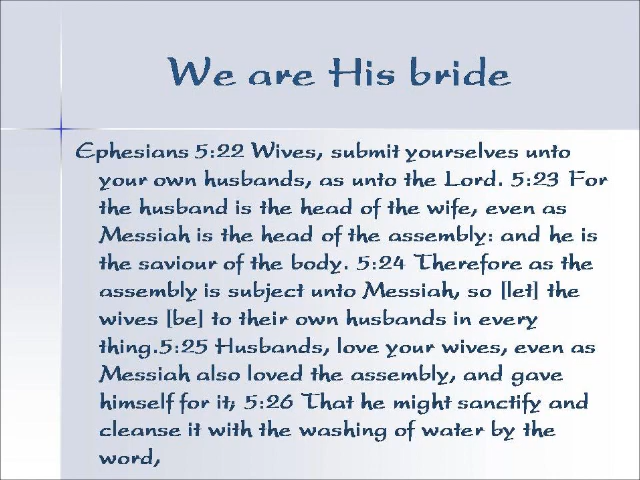 We are His bride
Ephesians 5:22 Wives, submit yourselves unto
your own husbands, as unto the Lord. 5:23 For
the husband is the head of the wife, even as
Messiah is the head of the assembly: and he is
the saviour of the body. 5:24 Therefore as the
assembly is subject unto Messiah, so [let] the
wives [be] to their own husbands in every
thing.5:25 Husbands, love your wives, even as
Messiah also loved the assembly, and gave
himself for it; 5:26 That he might sanctify and
cleanse it with the washing of water by the
word,